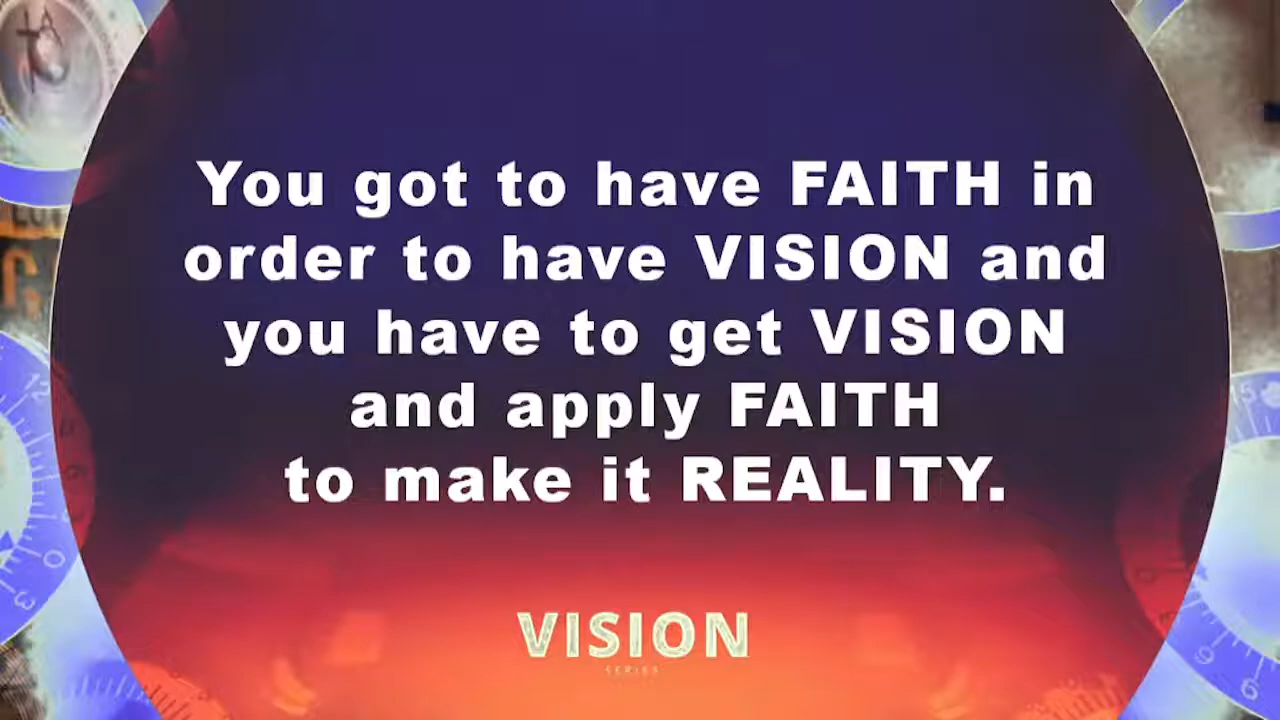 You got to have FAITH in
order to have VISION and
you have to get VISION
and apply FAITH
to make it REALITY.
VISION
SERIES